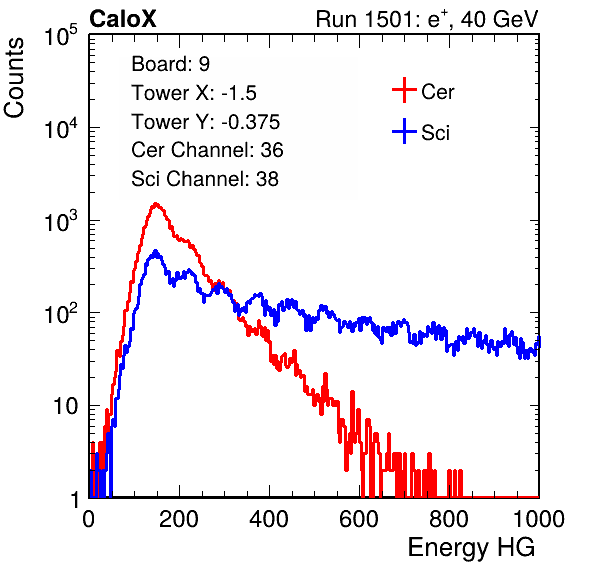 CaloX Run 1501: e⁺, 40 GeV
Counts
Board: 9
Tower X: -1.5
Tower Y: -0.375
Cer Channel: 36
Sci Channel: 38
Cer
Sci
10⁵
10⁴
10³
10²
10
1
0 200 400 600 800 1000
Energy HG